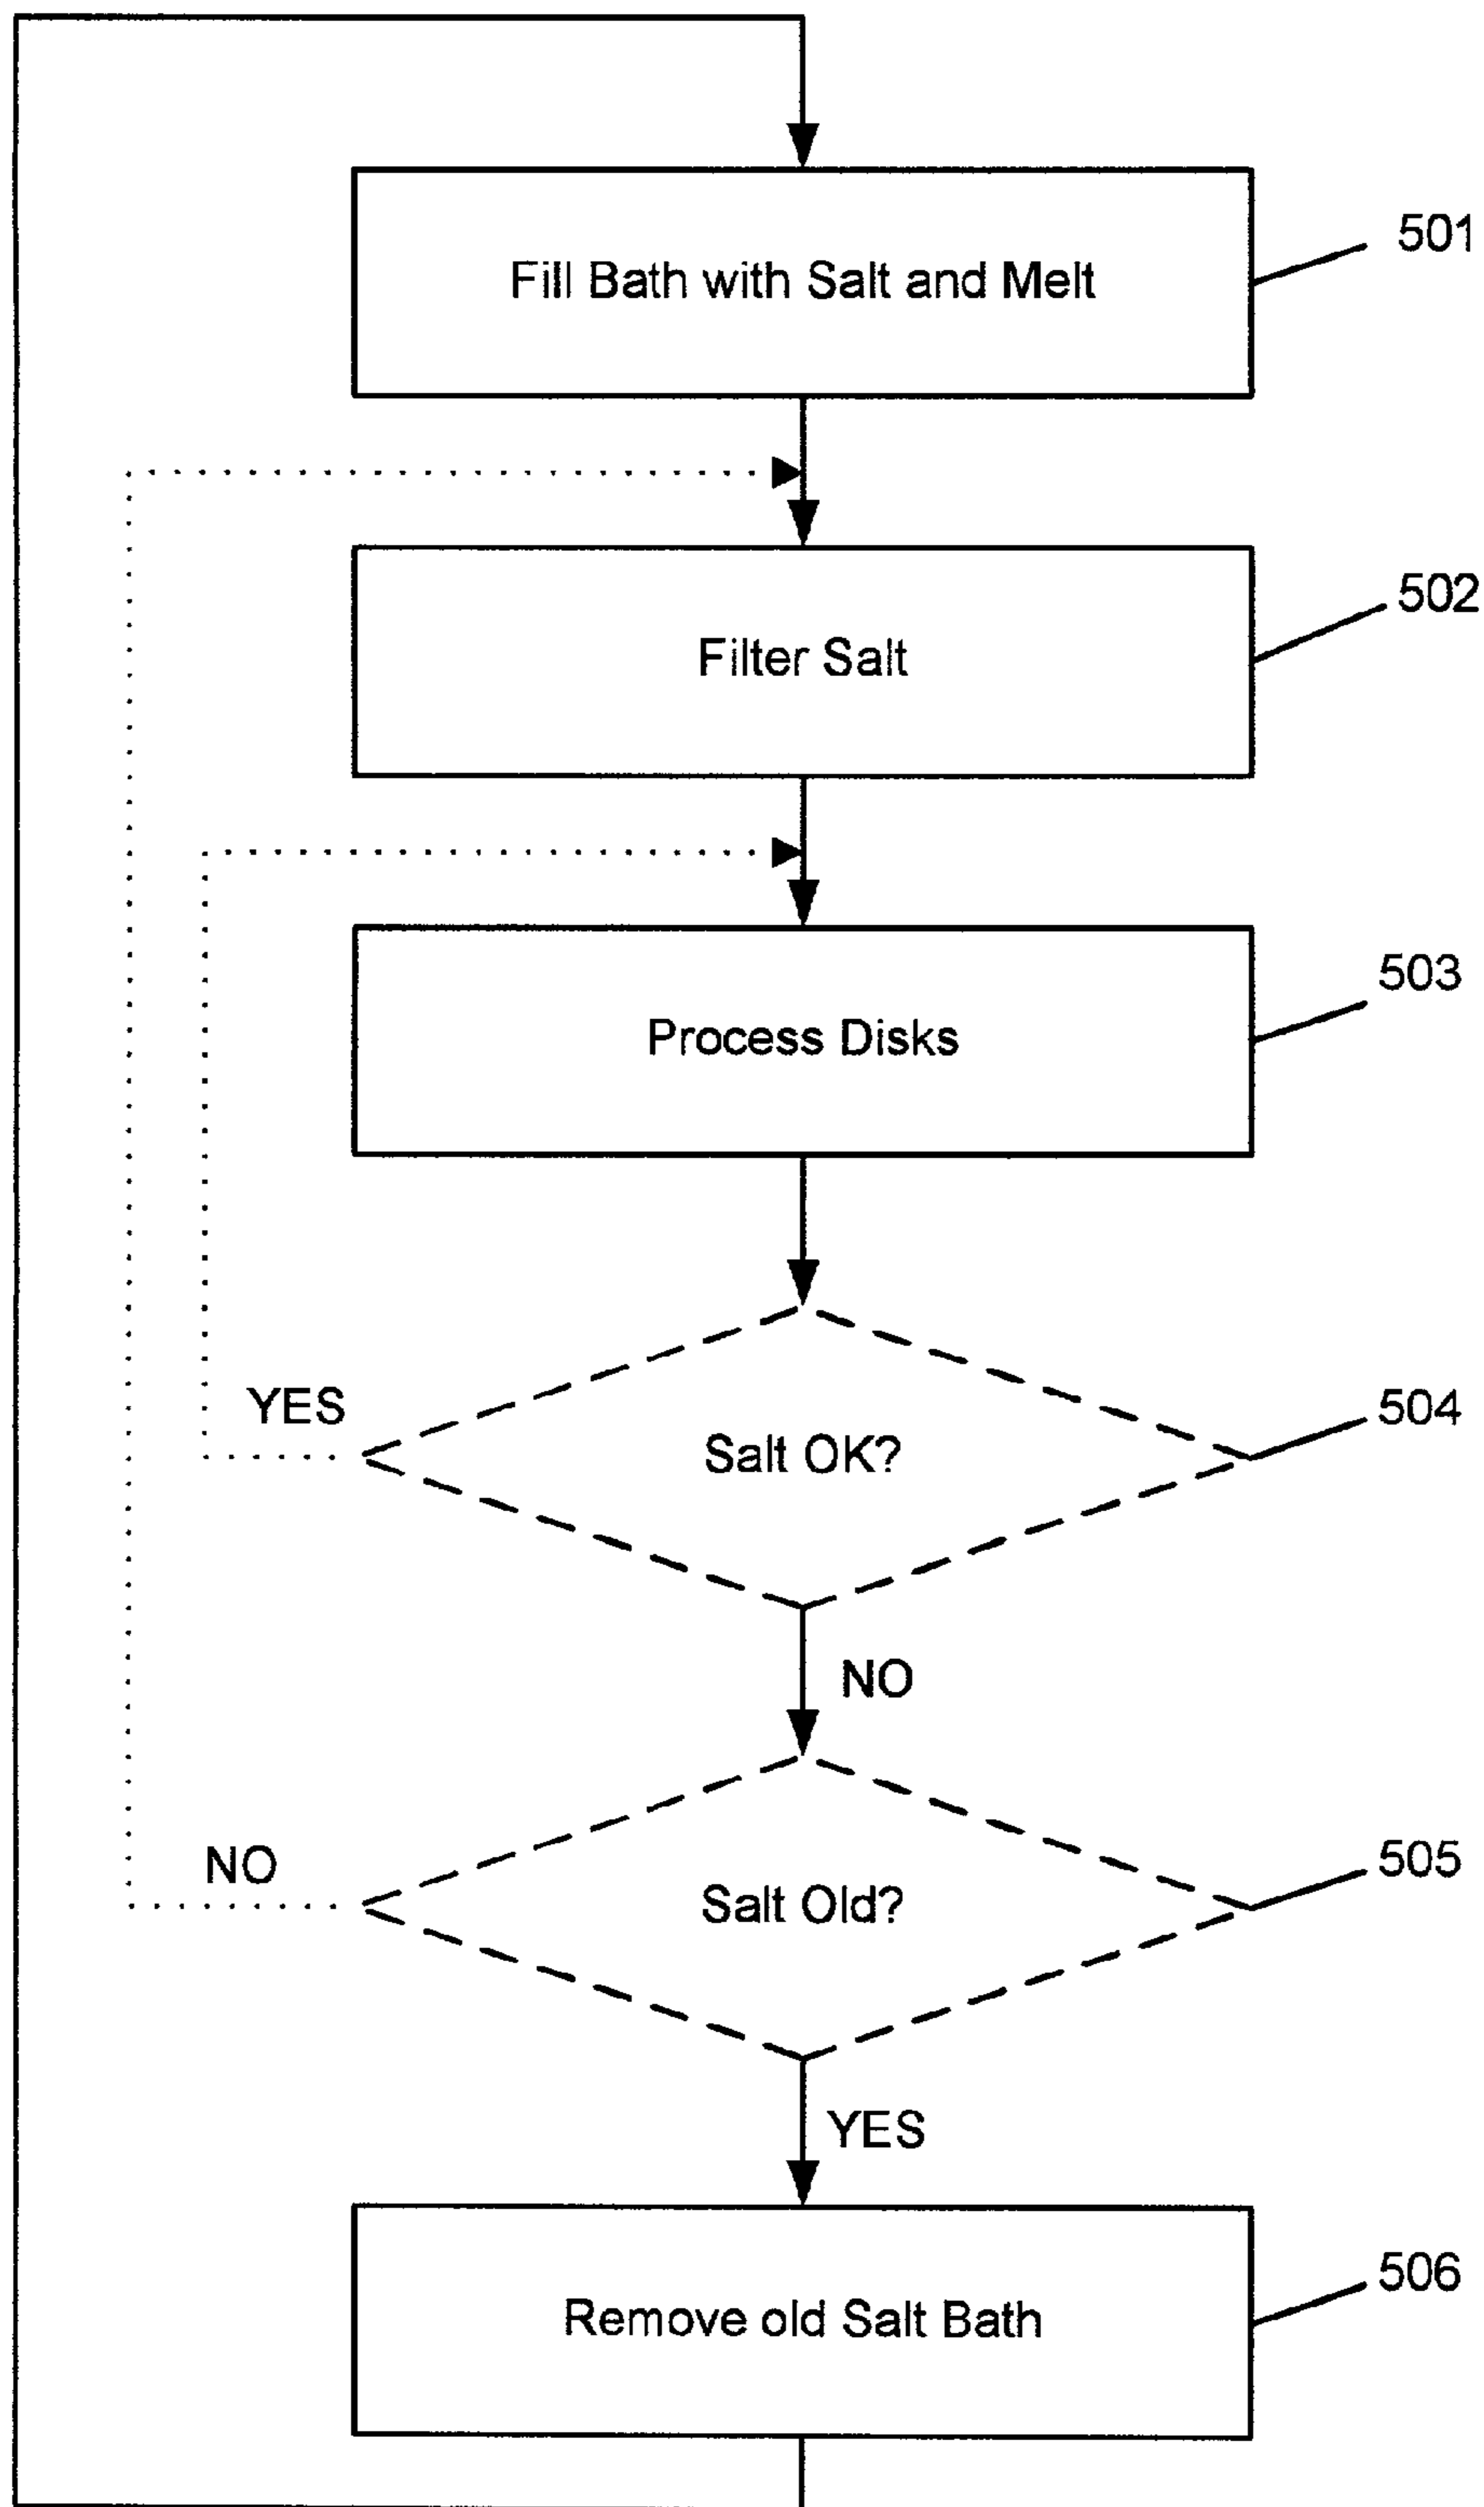 Fill Bath with Salt and Melt
501
Filter Salt
502
Process Disks
503
YES
Salt OK?
504
NO
NO
Salt Old?
505
YES
Remove old Salt Bath
506